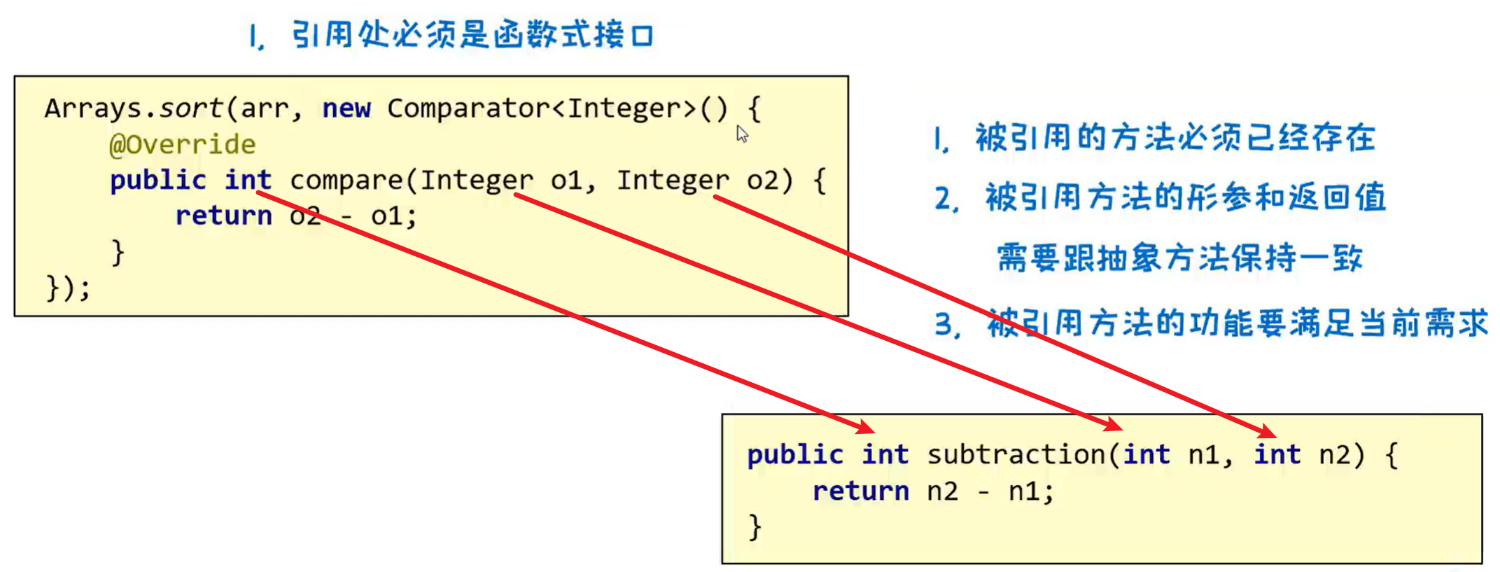 1, 引用处必须是函数式接口
Arrays.sort(arr, new Comparator<Integer>() {
    @Override
    public int compare(Integer o1, Integer o2) {
        return o2 - o1;
    }
});
1, 被引用的方法必须已经存在
2, 被引用方法的形参和返回值
需要跟抽象方法保持一致
3, 被引用方法的功能要满足当前需求
public int subtraction(int n1, int n2) {
    return n2 - n1;
}